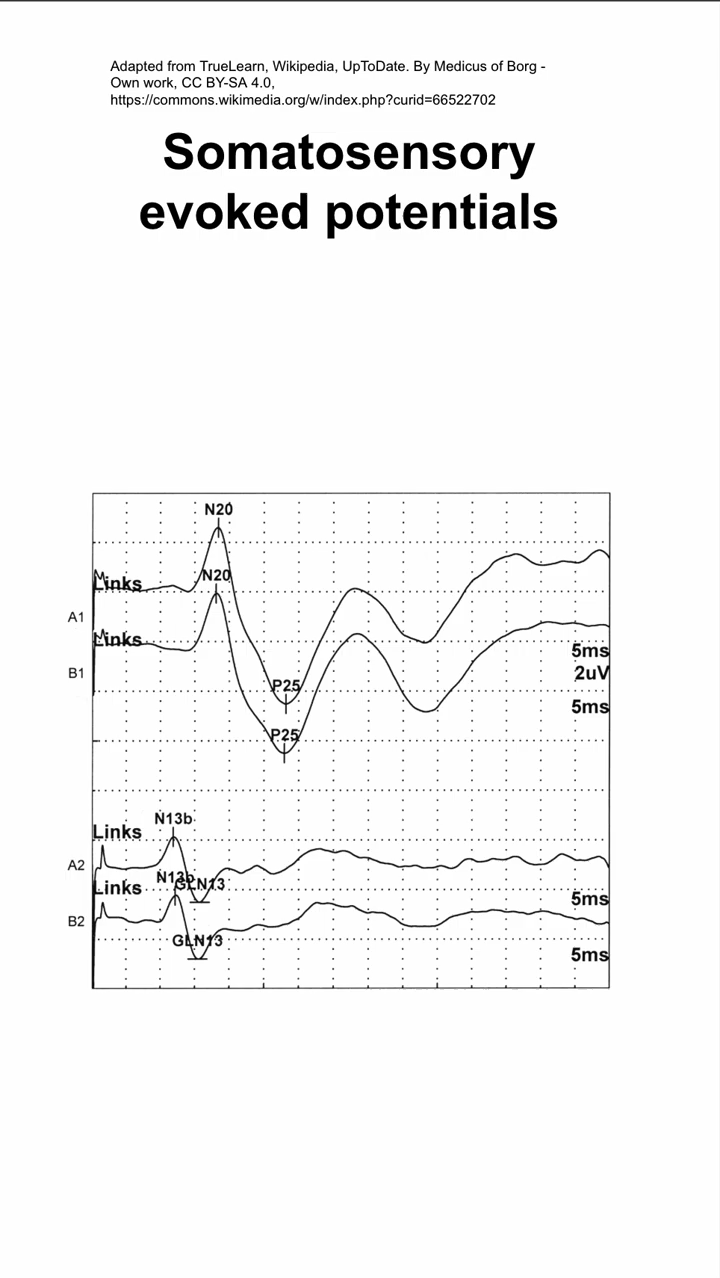 Adapted from TrueLearn, Wikipedia, UpToDate. By Medicus of Borg -
Own work, CC BY-SA 4.0,
https://commons.wikimedia.org/w/index.php?curid=66522702
Somatosensory
evoked potentials
N20
N20
Links
A1
Links
B1
5ms
2uV
5ms
P25
P25
N13b
Links
A2
N13b
GLN13
Links
5ms
B2
GLN13
5ms